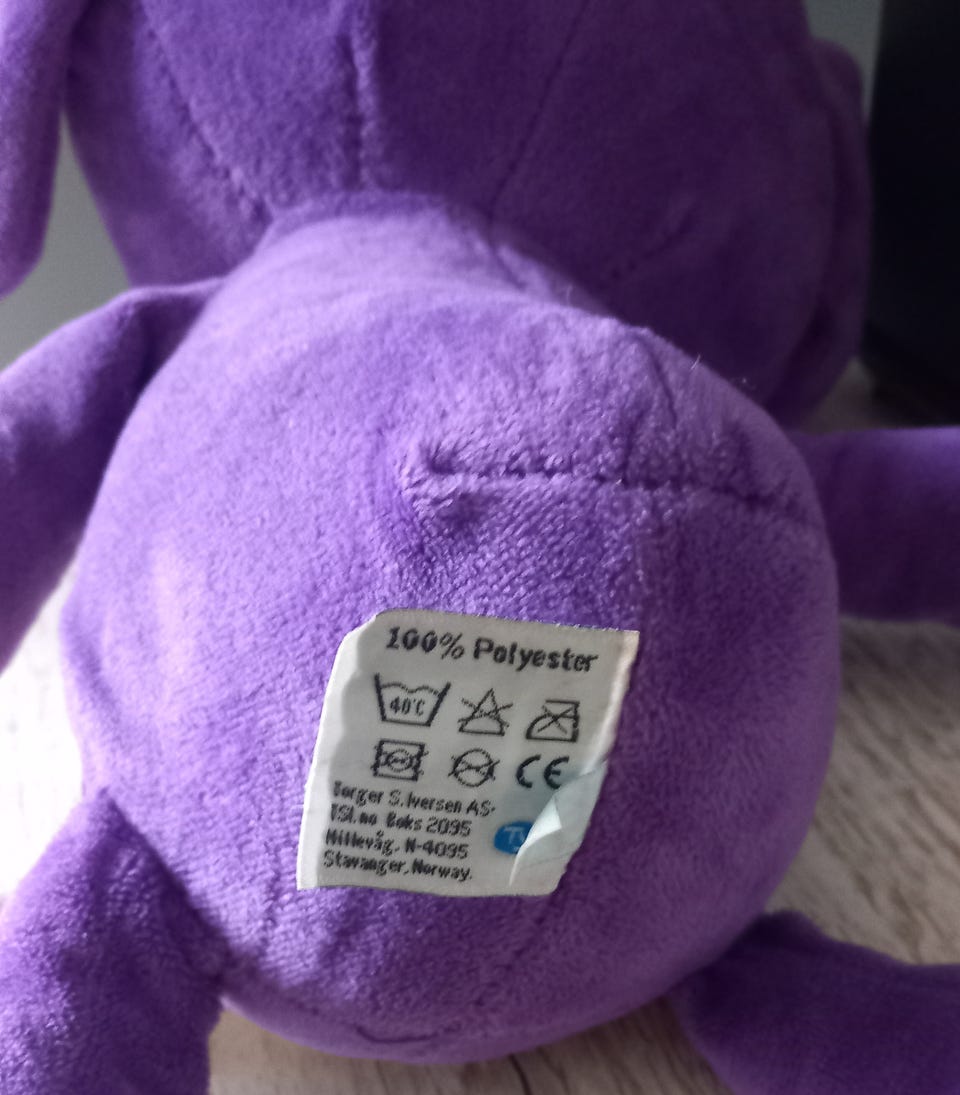 100% Polyester
40°C
CE
Torger S. Iversen AS-
TSI.no Boks 2095
Hillevåg. N-4095
Stavanger, Norway.